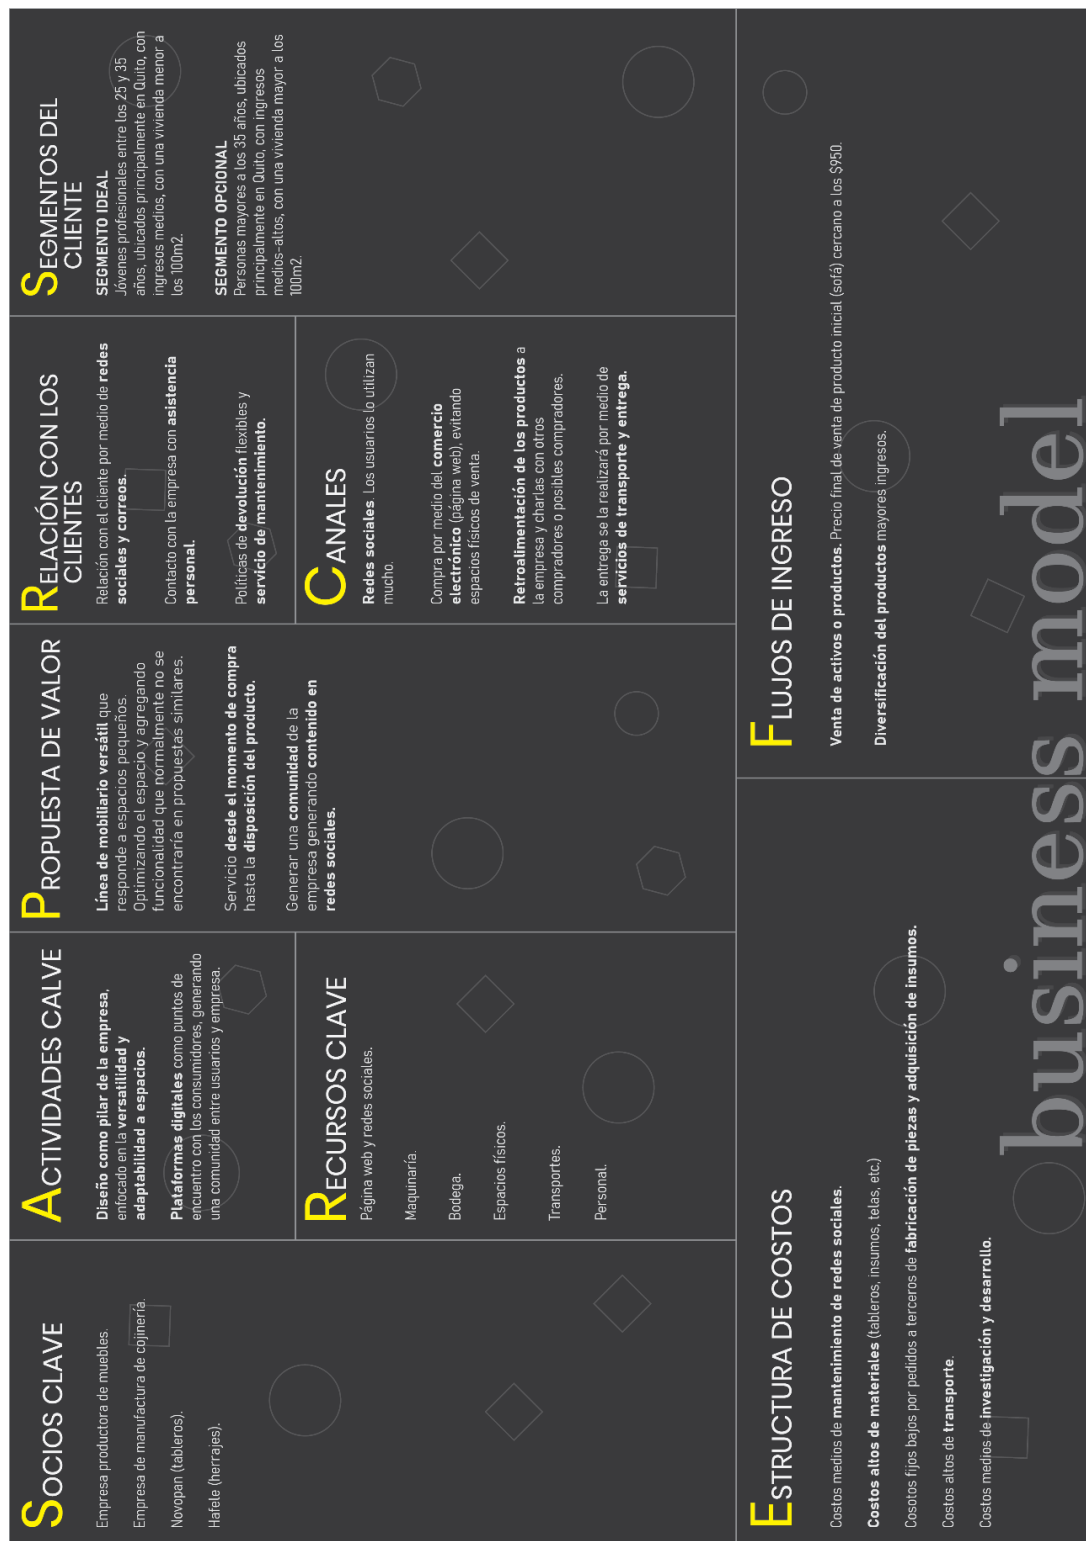 SOCIOS CLAVE
Empresa productora de muebles.
Empresa de manufactura de cojinería.
Novopan (tableros).
Hafele (herrajes).
ACTIVIDADES CALVE
Diseño como pilar de la empresa,
enfocado en la versatilidad y
adaptabilidad a espacios.
Plataformas digitales como puntos de
encuentro con los consumidores, generando
una comunidad entre usuarios y empresa.
RECURSOS CLAVE
Página web y redes sociales.
Maquinaría.
Bodega.
Espacios físicos.
Transportes.
Personal.
PROPUESTA DE VALOR
Línea de mobiliario versátil que
responde a espacios pequeños.
Optimizando el espacio y agregando
funcionalidad que normalmente no se
encontraría en propuestas similares.
Servicio desde el momento de compra
hasta la disposición del producto.
Generar una comunidad de la
empresa generando contenido en
redes sociales.
RELACIÓN CON LOS
CLIENTES
Relación con el cliente por medio de redes
sociales y correos.
Contacto con la empresa con asistencia
personal.
Políticas de devolución flexibles y
servicio de mantenimiento.
CANALES
Redes sociales. Los usuarios lo utilizan
mucho.
Compra por medio del comercio
electrónico (página web), evitando
espacios físicos de venta.
Retroalimentación de los productos a
la empresa y charlas con otros
compradores o posibles compradores.
La entrega se la realizará por medio de
servicios de transporte y entrega.
SEGMENTOS DEL
CLIENTE
SEGMENTO IDEAL
Jóvenes profesionales entre los 25 y 35
años, ubicados principalmente en Quito, con
ingresos medios, con una vivienda menor a
los 100m2.
SEGMENTO OPCIONAL
Personas mayores a los 35 años, ubicados
principalmente en Quito, con ingresos
medios-altos, con una vivienda mayor a los
100m2.
ESTRUCTURA DE COSTOS
Costos medios de mantenimiento de redes sociales.
Costos altos de materiales (tableros, insumos, telas, etc.)
Cosotos fijos bajos por pedidos a terceros de fabricación de piezas y adquisición de insumos.
Costos altos de transporte.
Costos medios de investigación y desarrollo.
FLUJOS DE INGRESO
Venta de activos o productos. Precio final de venta de producto inicial (sofá) cercano a los $950.
Diversificación del productos mayores ingresos.
business model